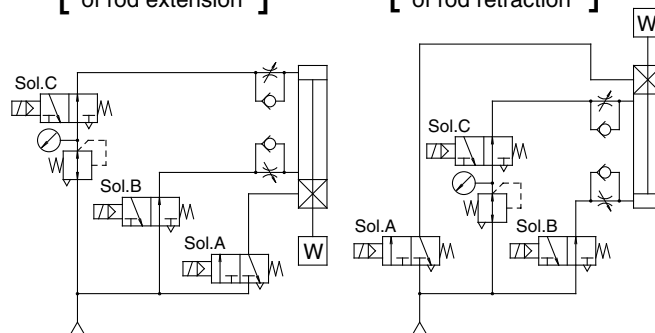 [ of rod extension ]
[ of rod retraction ]
W
Sol.C
Sol.C
Sol.B
Sol.A
Sol.A
Sol.B
W